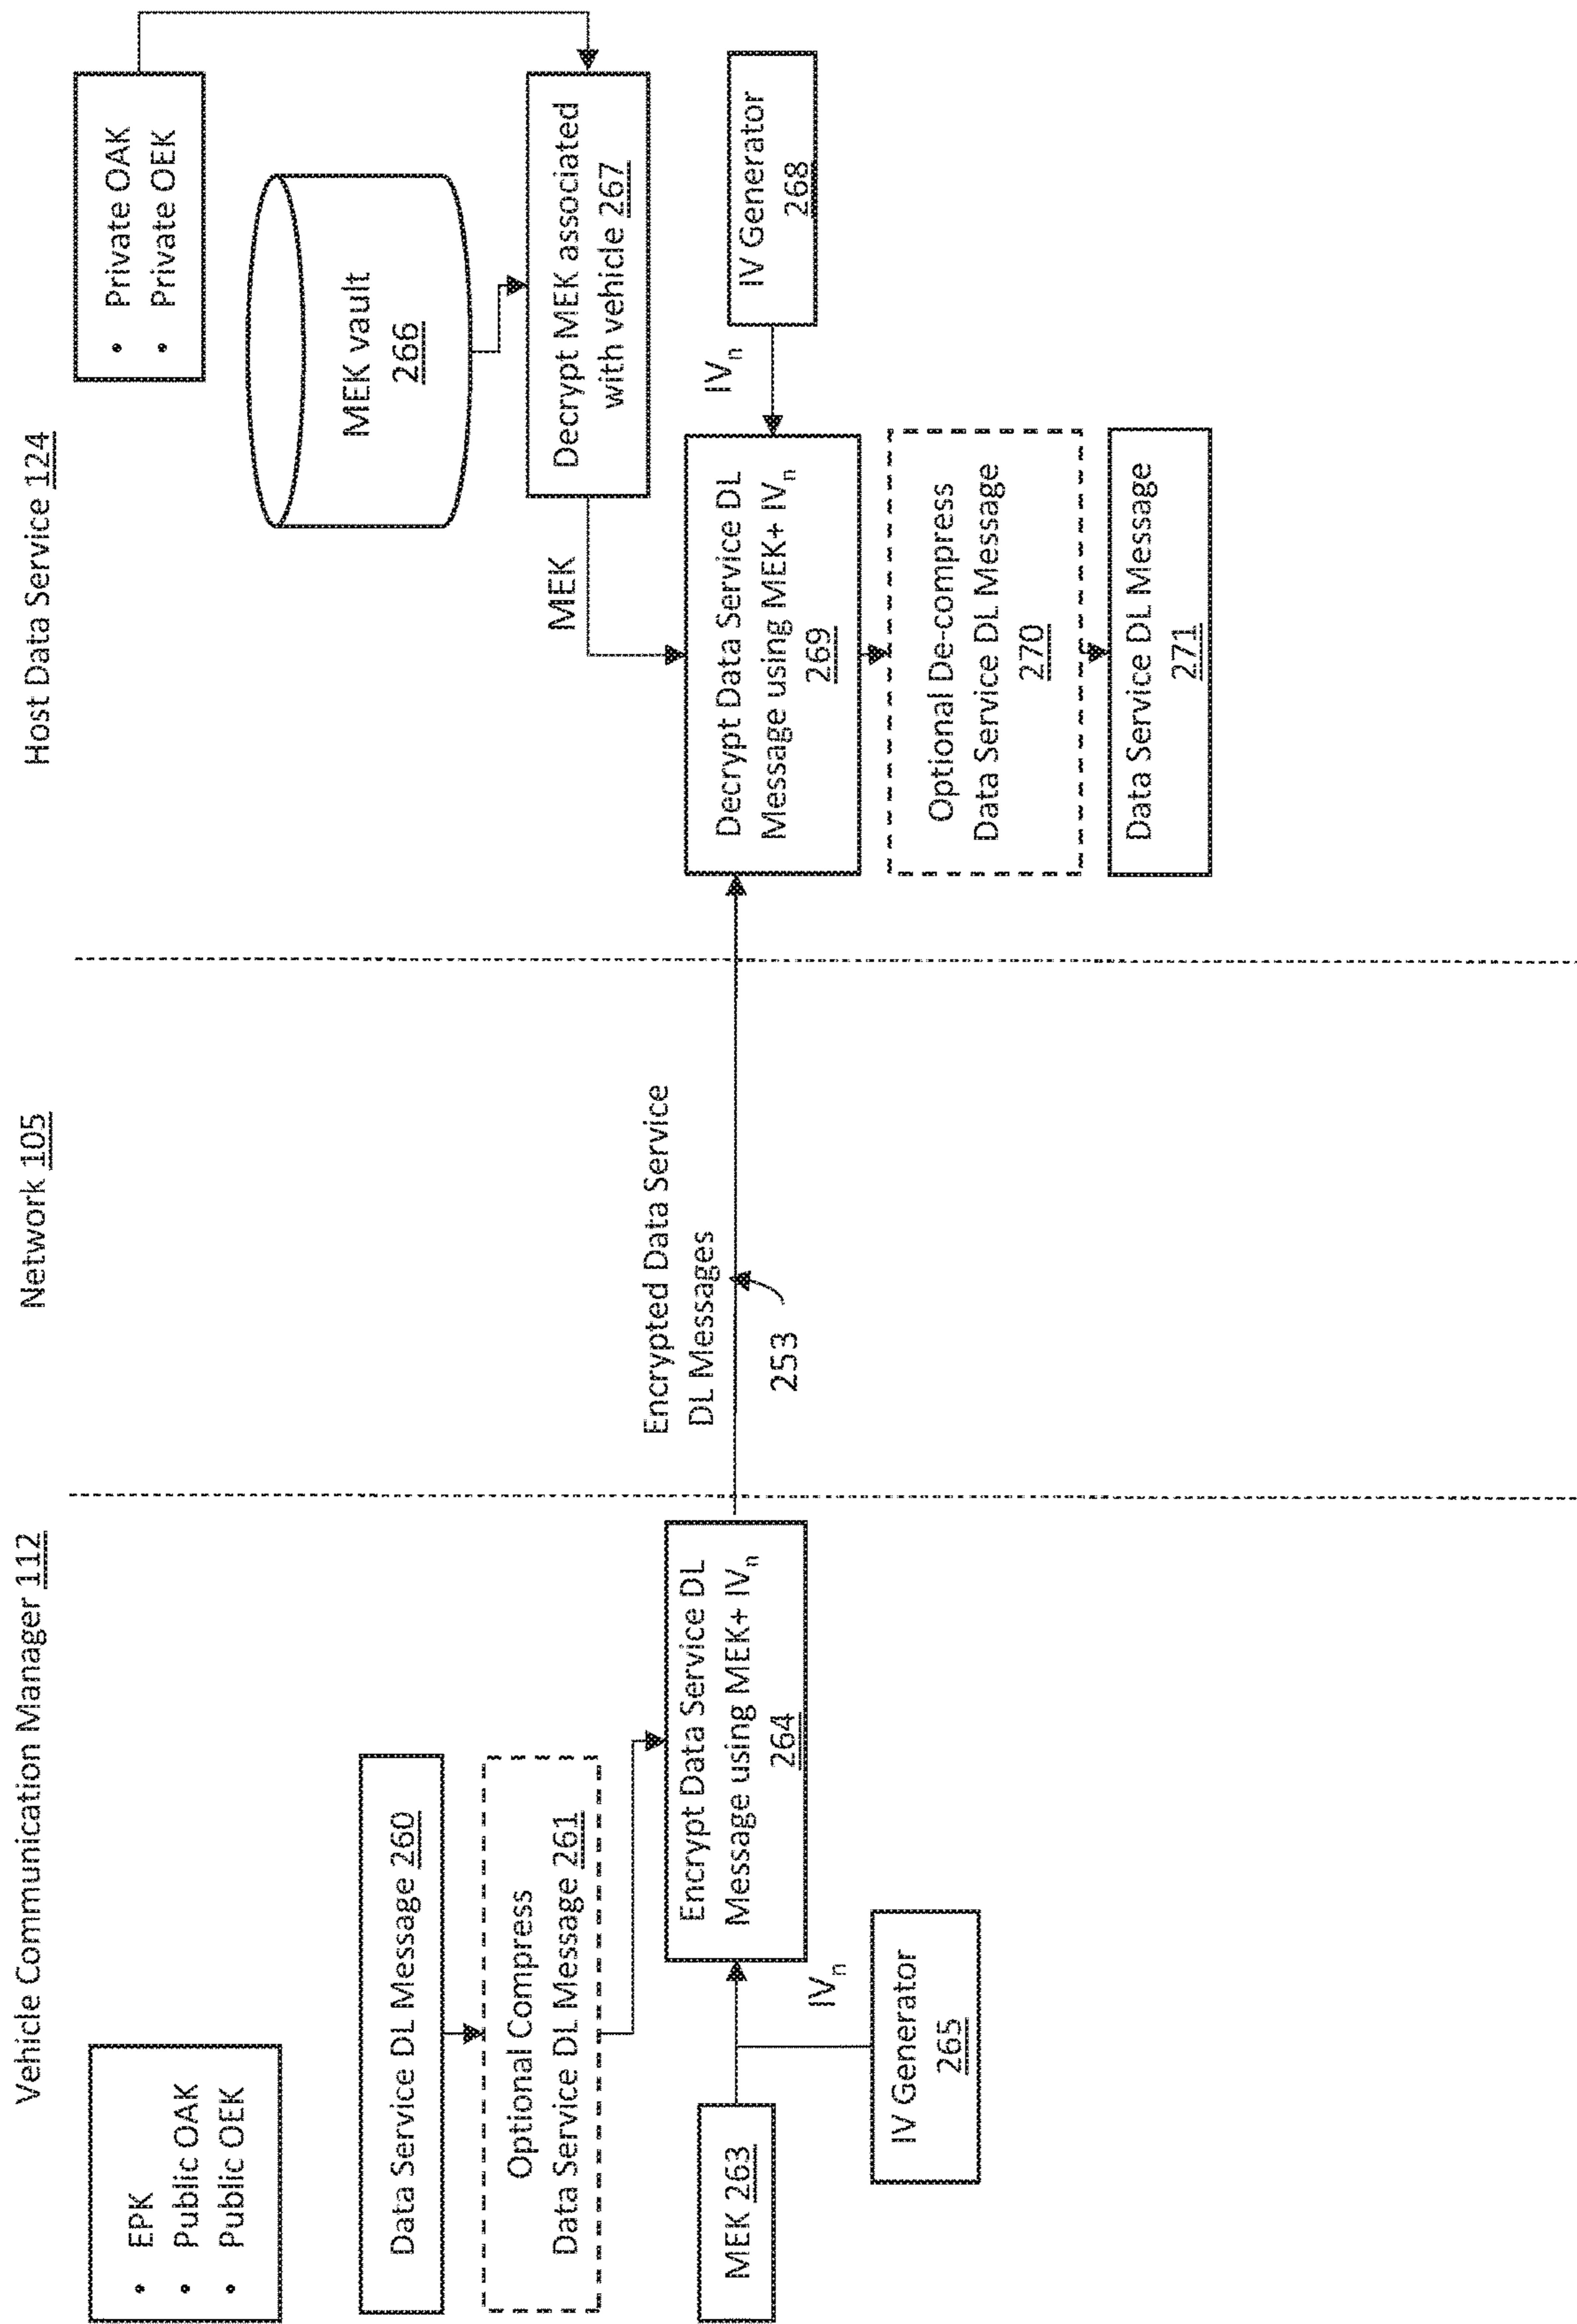 Vehicle Communication Manager 112
Network 105
Host Data Service 124
• EPK
• Public OAK
• Public OEK
Data Service DL Message 260
Optional Compress
Data Service DL Message 261
MEK 263
IVn
IV Generator
265
Encrypt Data Service DL
Message using MEK+ IVn
264
Encrypted Data Service
DL Messages
253
• Private OAK
• Private OEK
MEK vault
266
Decrypt MEK associated
with vehicle 267
MEK
IVn
IV Generator
268
Decrypt Data Service DL
Message using MEK+ IVn
269
Optional De-compress
Data Service DL Message
270
Data Service DL Message
271